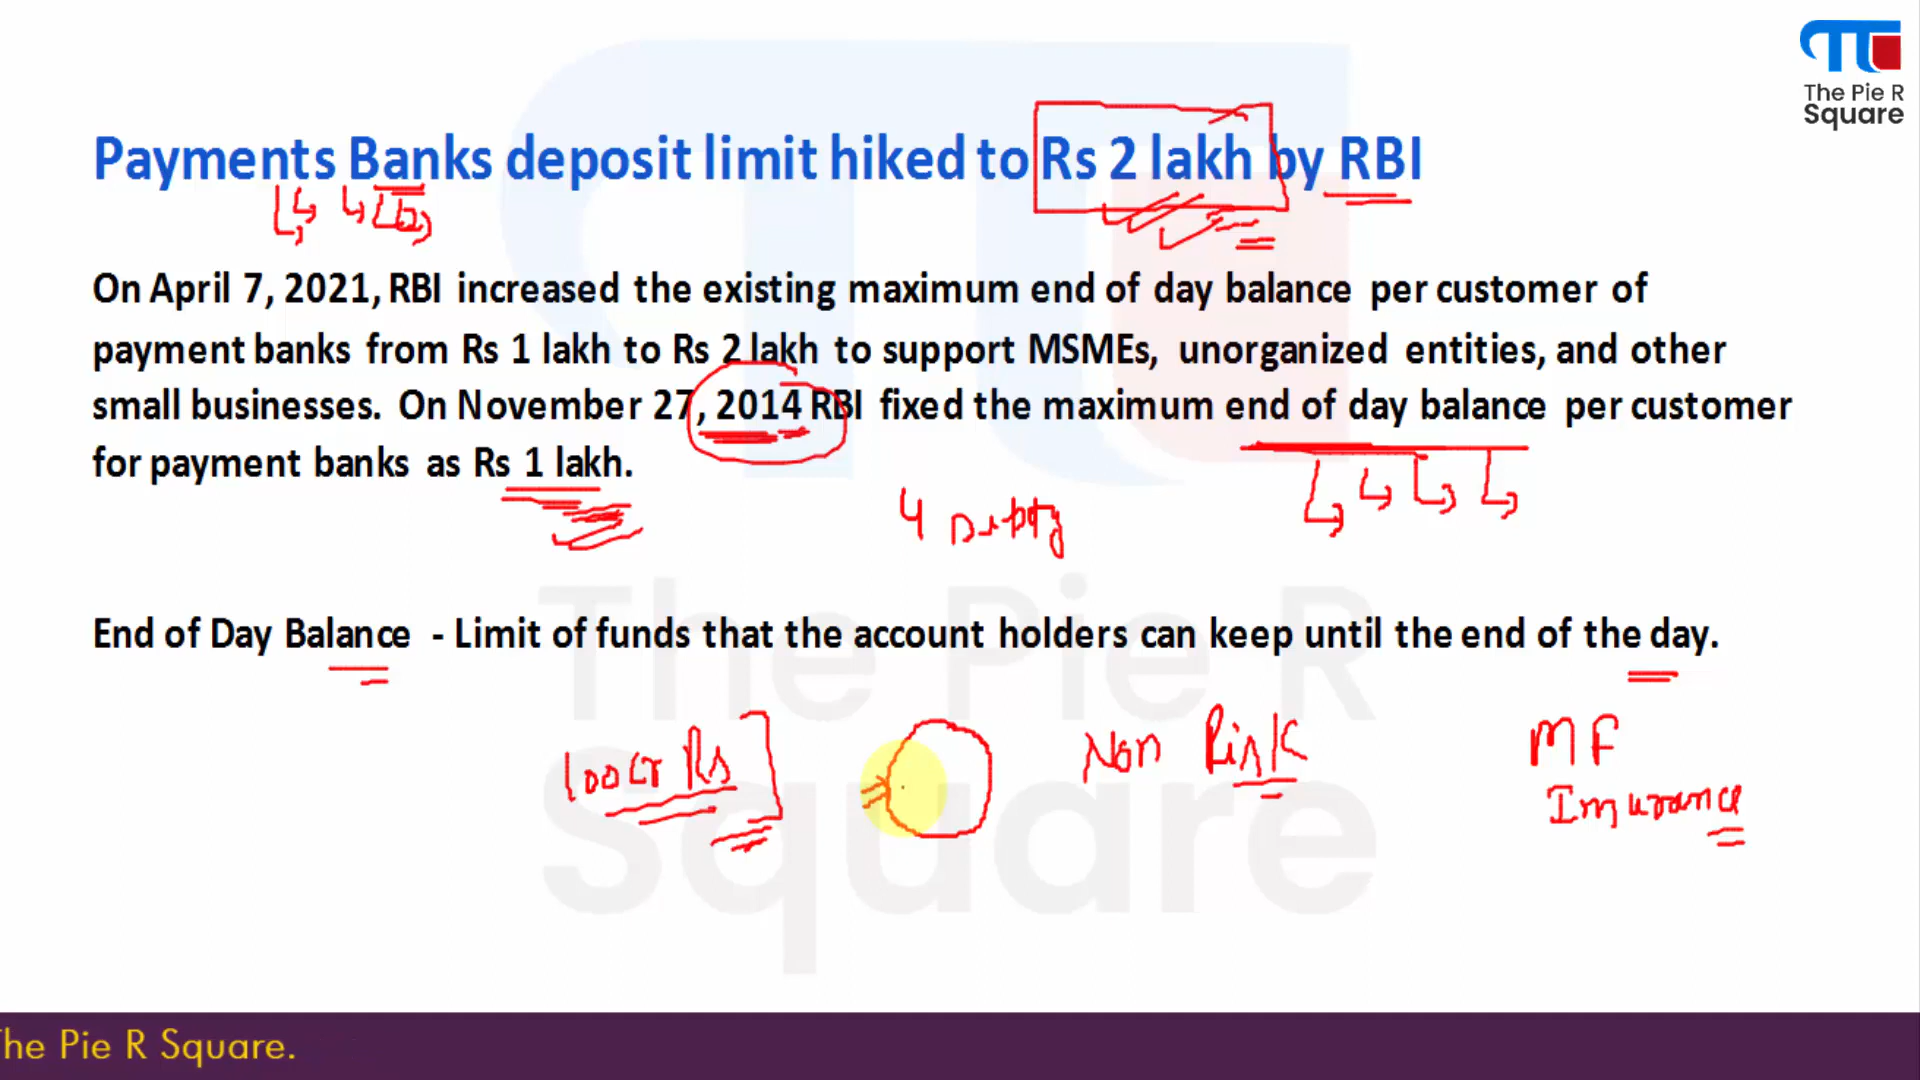 The Pie R
Square
Payments Banks deposit limit hiked to Rs 2 lakh by RBI
On April 7, 2021, RBI increased the existing maximum end of day balance per customer of
payment banks from Rs 1 lakh to Rs 2 lakh to support MSMEs, unorganized entities, and other
small businesses. On November 27, 2014 RBI fixed the maximum end of day balance per customer
for payment banks as Rs 1 lakh.
4
End of Day Balance - Limit of funds that the account holders can keep until the end of the day.
The Pie R
Square
100 Cr Rs
Non Risk
MF
Insurance
he Pie R Square.